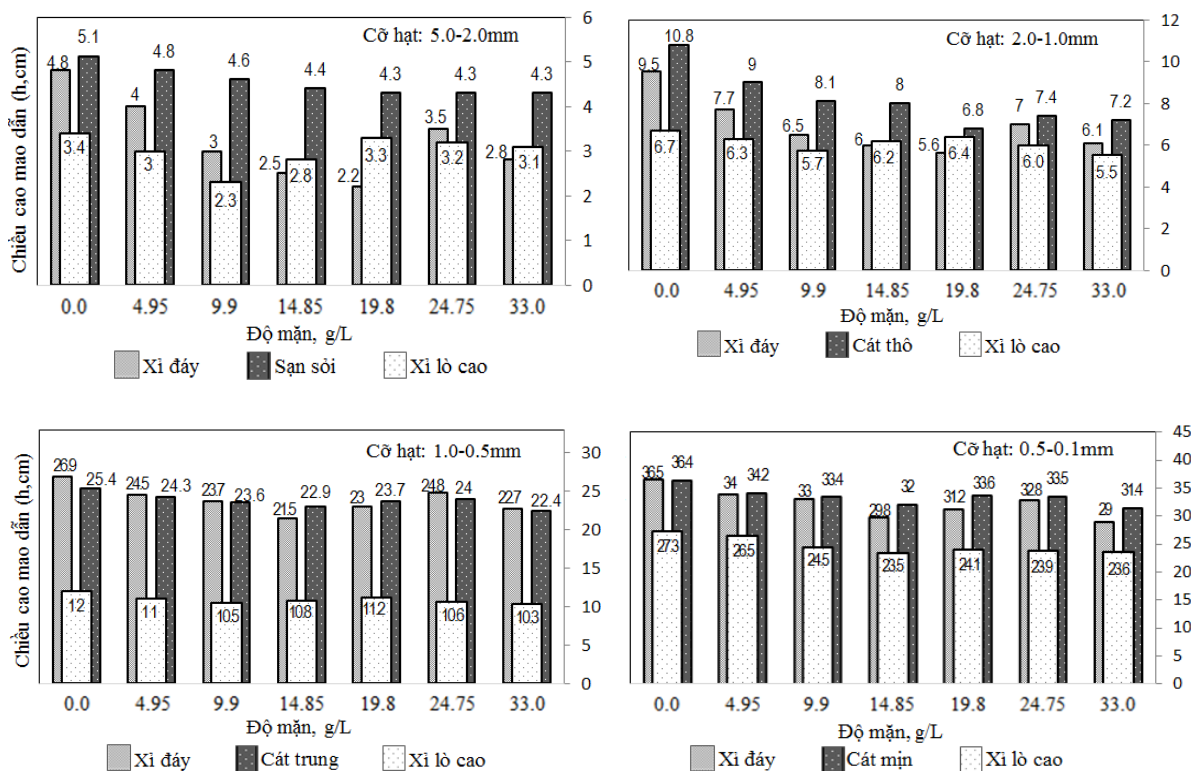 Cỡ hạt: 5.0-2.0mm
Chiều cao mao dẫn (h,cm)
4.8 5.1 4 4.8 3 4.6 2.5 4.4 2.2 4.3 3.5 4.3 2.8 4.3
3.4 3 2.3 2.8 3.3 3.2 3.1
6
5
4
3
2
1
0
0.0 4.95 9.9 14.85 19.8 24.75 33.0
Độ mặn, g/L
Xỉ đáy Sạn sỏi Xỉ lò cao
Cỡ hạt: 2.0-1.0mm
9.5 10.8 7.7 9 6.5 8.1 6 8 5.6 6.8 7 7.4 6.1 7.2
6.7 6.3 5.7 6.2 6.4 6.0 5.5
12
10
8
6
4
2
0
0.0 4.95 9.9 14.85 19.8 24.75 33.0
Độ mặn, g/L
Xỉ đáy Cát thô Xỉ lò cao
Cỡ hạt: 1.0-0.5mm
Chiều cao mao dẫn (h,cm)
26.9 25.4 24.5 24.3 23.7 23.6 21.5 22.9 23 23.7 24.8 24 22.7 22.4
12 11 10.5 10.8 11.2 10.6 10.3
30
25
20
15
10
5
0
0.0 4.95 9.9 14.85 19.8 24.75 33.0
Độ mặn, g/L
Xỉ đáy Cát trung Xỉ lò cao
Cỡ hạt: 0.5-0.1mm
36.5 36.4 34 34.2 33 33.4 29.8 32 31.2 33.6 32.8 33.5 29 31.4
27.3 26.5 24.5 23.5 24.1 23.9 23.6
45
40
35
30
25
20
15
10
5
0
0.0 4.95 9.9 14.85 19.8 24.75 33.0
Độ mặn, g/L
Xỉ đáy Cát mịn Xỉ lò cao